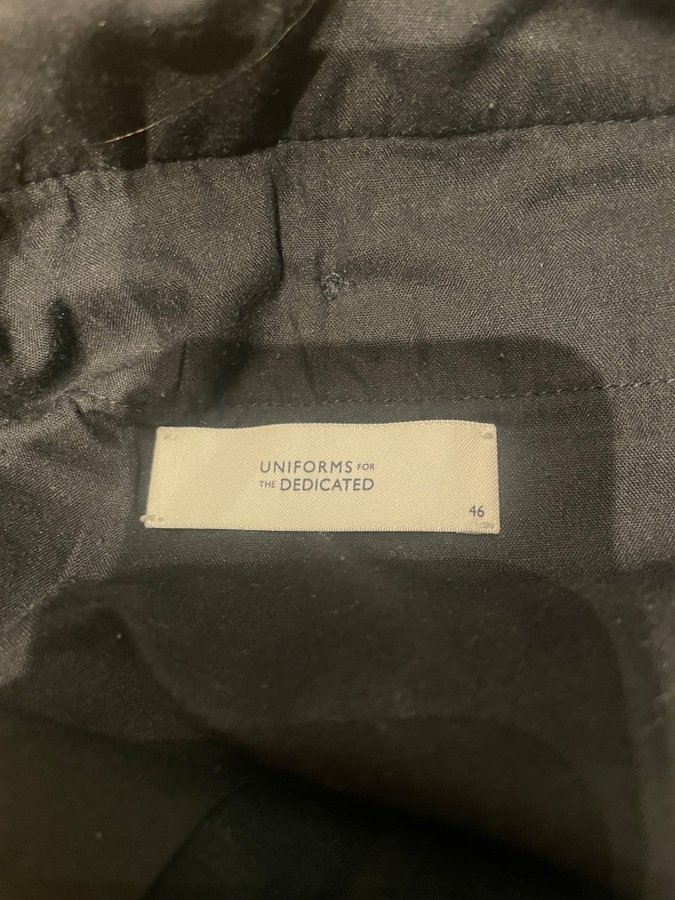 UNIFORMS FOR
THE DEDICATED
46